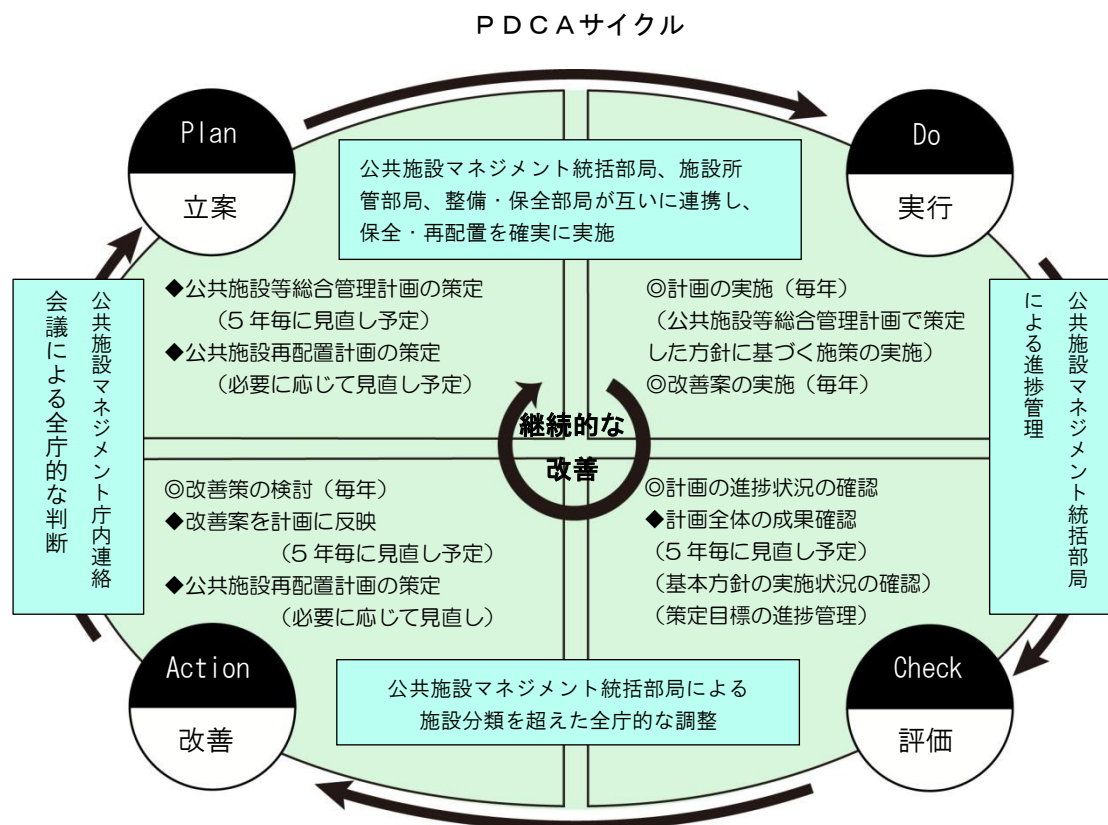 ＰＤＣＡサイクル
Plan
立案
Do
実行
公共施設マネジメント統括部局、施設所
管部局、整備・保全部局が互いに連携し、
保全・再配置を確実に実施
◆公共施設等総合管理計画の策定
（５年毎に見直し予定）
◆公共施設再配置計画の策定
（必要に応じて見直し予定）
◎計画の実施（毎年）
（公共施設等総合管理計画で策定
した方針に基づく施策の実施）
◎改善案の実施（毎年）
公共施設マネジメント庁内連絡
会議による全庁的な判断
公共施設マネジメント統括部局
による進捗管理
継続的な
改善
◎改善策の検討（毎年）
◆改善案を計画に反映
（５年毎に見直し予定）
◆公共施設再配置計画の策定
（必要に応じて見直し）
◎計画の進捗状況の確認
◆計画全体の成果確認
（５年毎に見直し予定）
（基本方針の実施状況の確認）
（策定目標の進捗管理）
Action
改善
公共施設マネジメント統括部局による
施設分類を超えた全庁的な調整
Check
評価